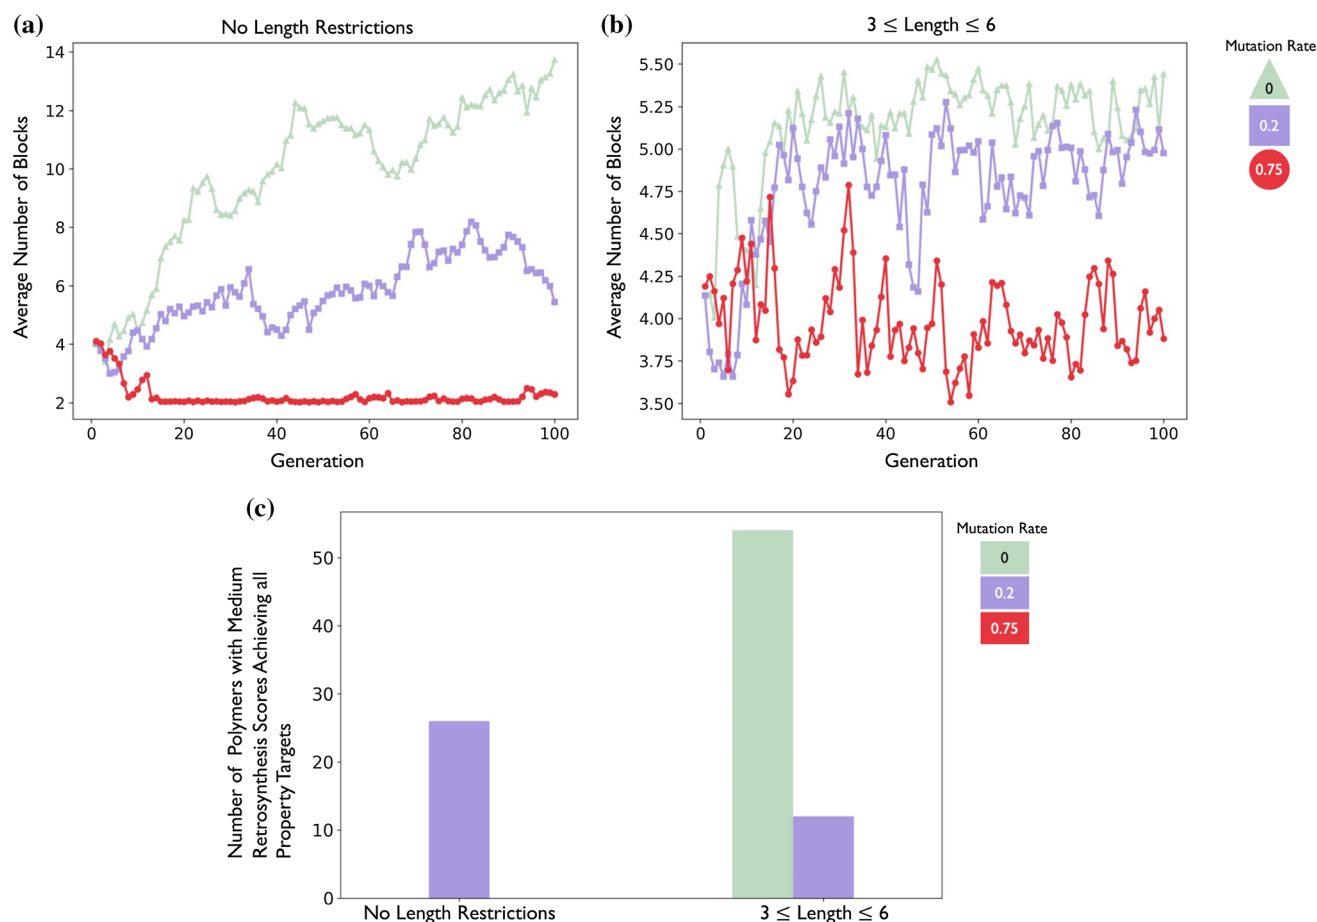 (a)
No Length Restrictions
14
12
10
8
6
4
2
Average Number of Blocks
0 20 40 60 80 100
Generation
(b)
3 ≤ Length ≤ 6
5.50
5.25
5.00
4.75
4.50
4.25
4.00
3.75
3.50
Average Number of Blocks
0 20 40 60 80 100
Generation
Mutation Rate
0
0.2
0.75
(c)
50
40
30
20
10
0
Number of Polymers with Medium
Retrosynthesis Scores Achieving all
Property Targets
No Length Restrictions
3 ≤ Length ≤ 6
Mutation Rate
0
0.2
0.75